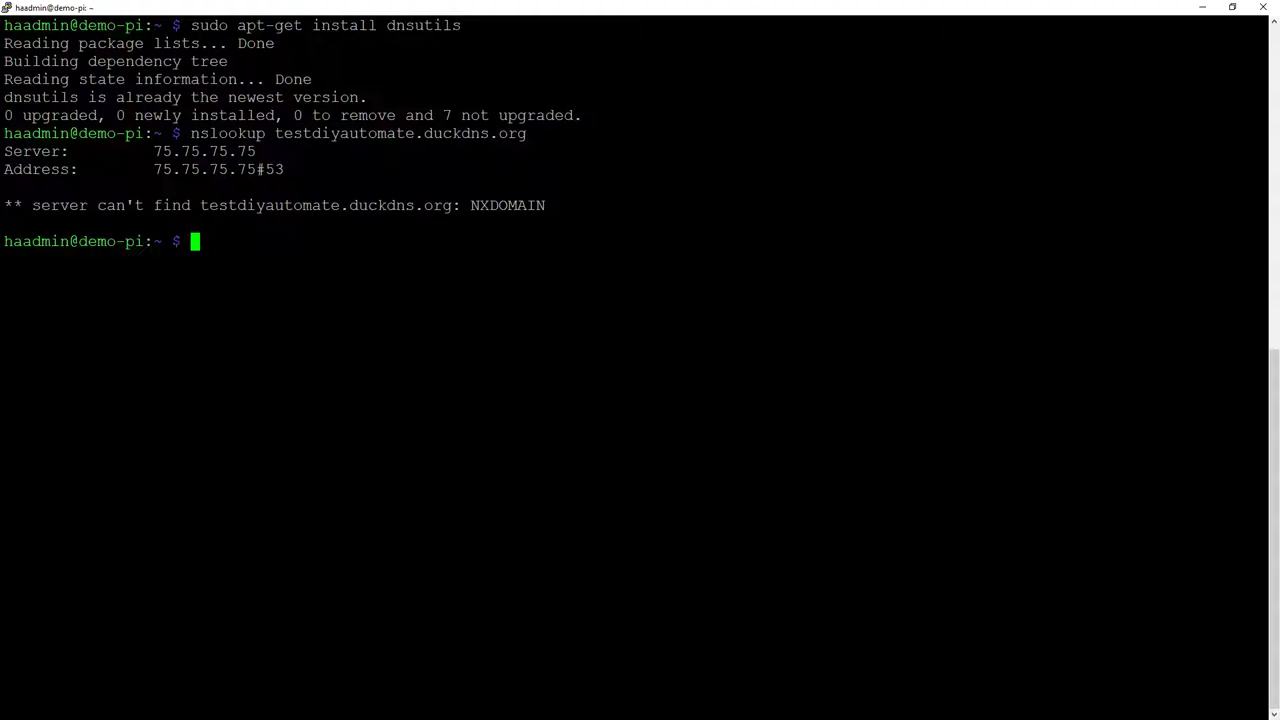 haadmin@demo-pi: ~
haadmin@demo-pi:~ $ sudo apt-get install dnsutils
Reading package lists... Done
Building dependency tree
Reading state information... Done
dnsutils is already the newest version.
0 upgraded, 0 newly installed, 0 to remove and 7 not upgraded.
haadmin@demo-pi:~ $ nslookup testdiyautomate.duckdns.org
Server:         75.75.75.75
Address:        75.75.75.75#53
** server can't find testdiyautomate.duckdns.org: NXDOMAIN
haadmin@demo-pi:~ $